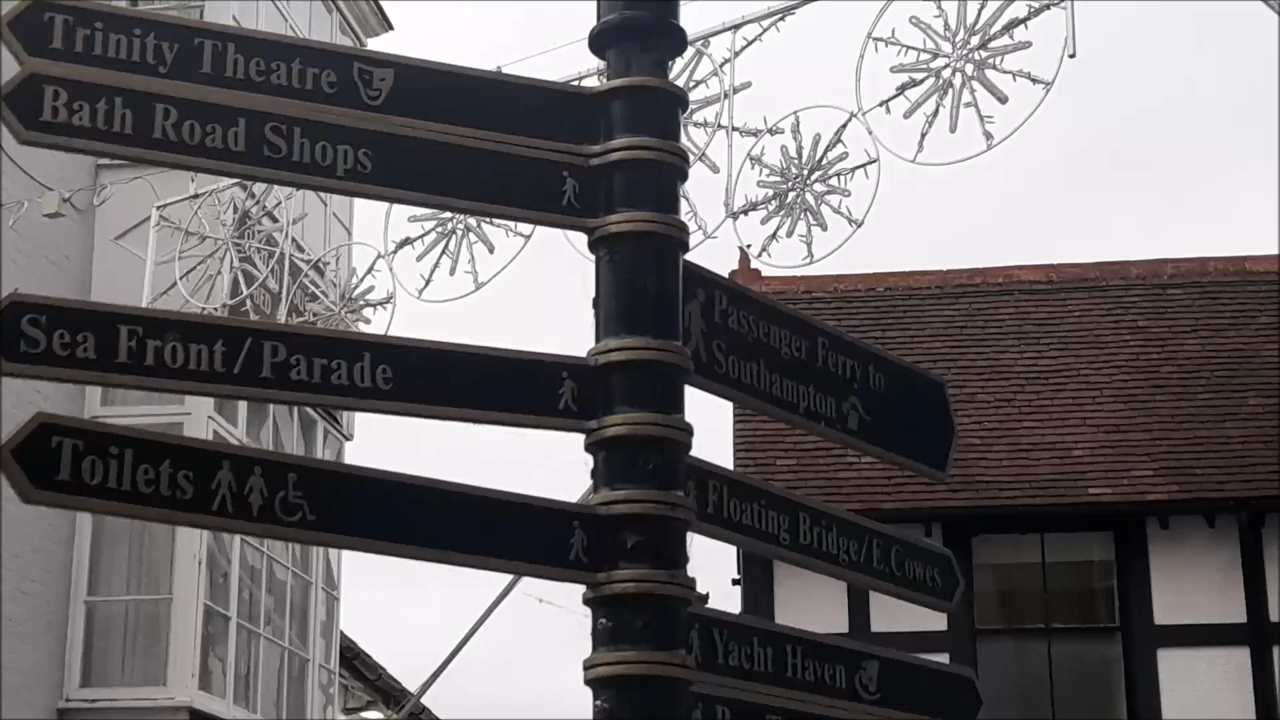 Trinity Theatre
Bath Road Shops
Sea Front/Parade
Toilets
Passenger Ferry to
Southampton
Floating Bridge/E.Cowes
Yacht Haven